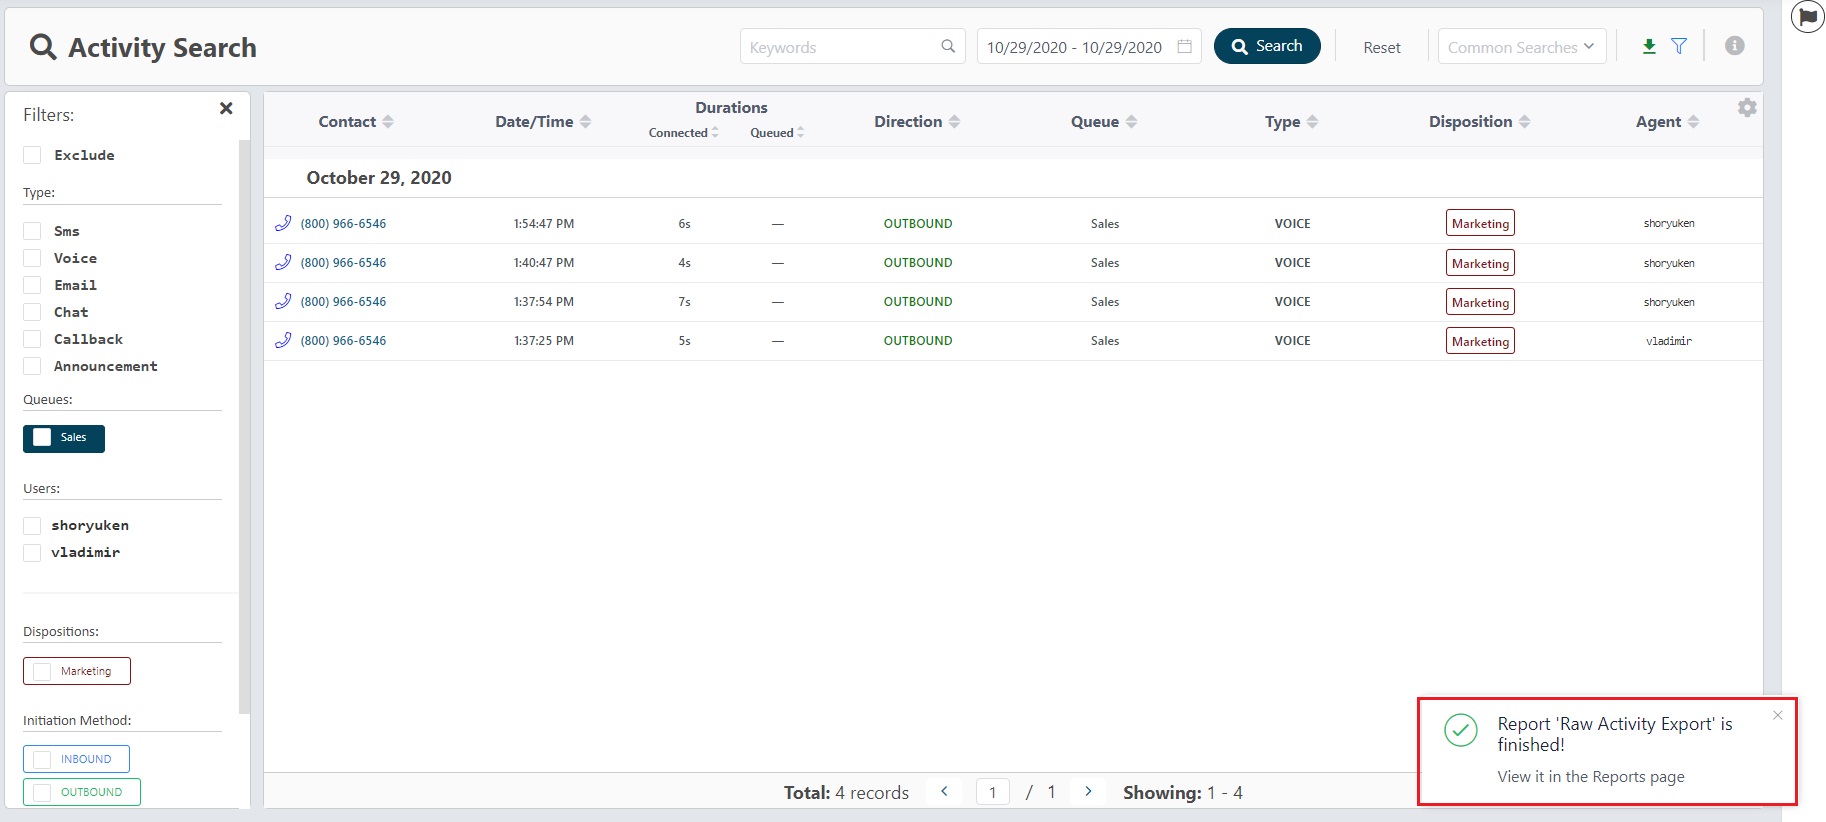 Activity Search
Keywords
10/29/2020 - 10/29/2020
Search
Reset
Common Searches
Filters:
Exclude
Type:
Sms
Voice
Email
Chat
Callback
Announcement
Queues:
Sales
Users:
shoryuken
vladimir
Dispositions:
Marketing
Initiation Method:
INBOUND
OUTBOUND
Contact Date/Time Durations Connected Queued Direction Queue Type Disposition Agent
October 29, 2020
(800) 966-6546 1:54:47 PM 6s — OUTBOUND Sales VOICE Marketing shoryuken
(800) 966-6546 1:40:47 PM 4s — OUTBOUND Sales VOICE Marketing shoryuken
(800) 966-6546 1:37:54 PM 7s — OUTBOUND Sales VOICE Marketing shoryuken
(800) 966-6546 1:37:25 PM 5s — OUTBOUND Sales VOICE Marketing vladimir
Total: 4 records 1 / 1 Showing: 1 - 4
Report 'Raw Activity Export' is
finished!
View it in the Reports page